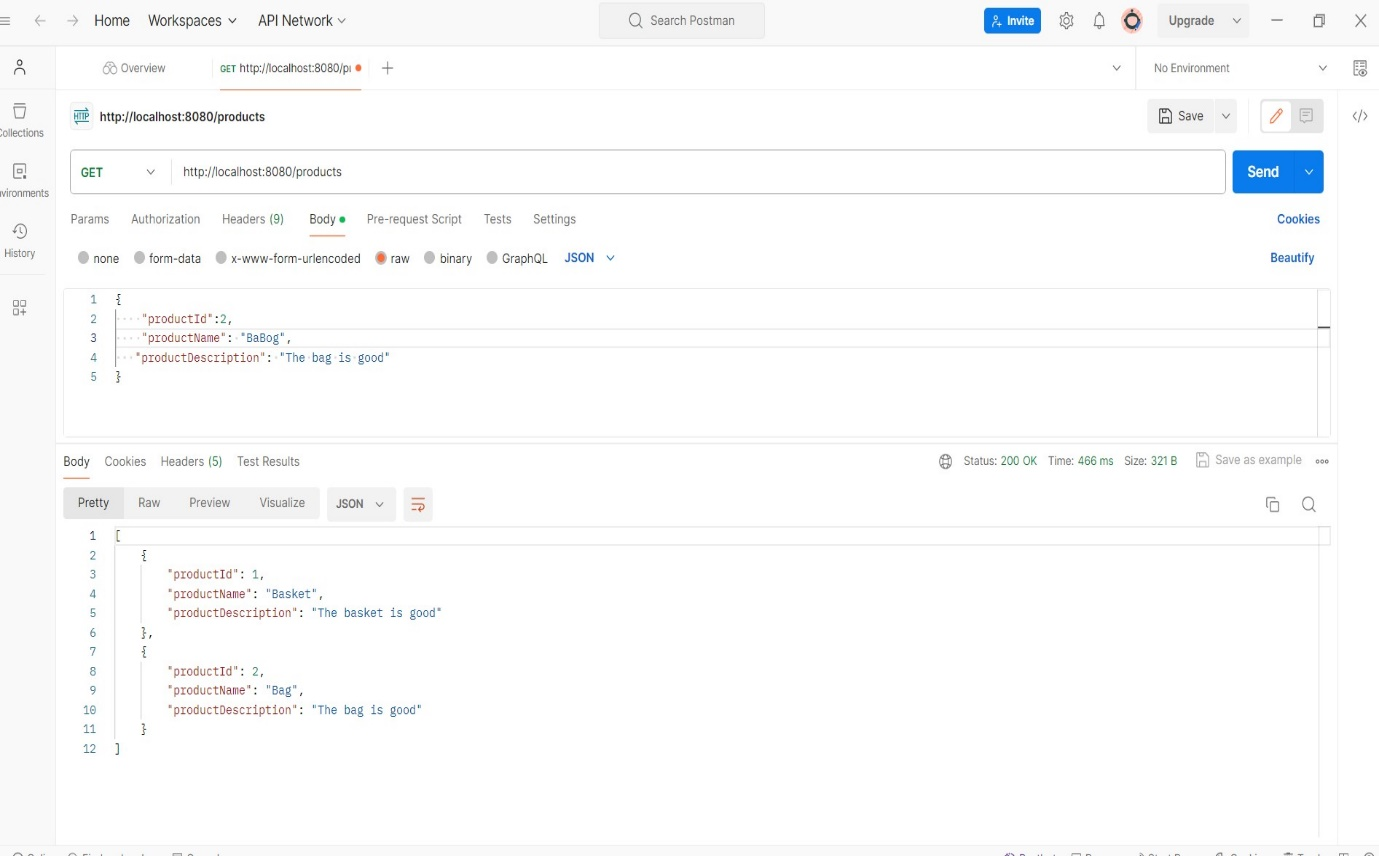 Home Workspaces API Network Search Postman Invite Upgrade
Overview GET http://localhost:8080/p No Environment
HTTP http://localhost:8080/products Save
GET http://localhost:8080/products Send
Params Authorization Headers (9) Body Pre-request Script Tests Settings Cookies
none form-data x-www-form-urlencoded raw binary GraphQL JSON Beautify
ollections
vironments
History
1 {
2 "productId":2,
3 "productName": "BaBog",
4 "productDescription": "The bag is good"
5 }
Body Cookies Headers (5) Test Results Status: 200 OK Time: 466 ms Size: 321 B Save as example
Pretty Raw Preview Visualize JSON
1 [
2 {
3 "productId": 1,
4 "productName": "Basket",
5 "productDescription": "The basket is good"
6 },
7 {
8 "productId": 2,
9 "productName": "Bag",
10 "productDescription": "The bag is good"
11 }
12 ]